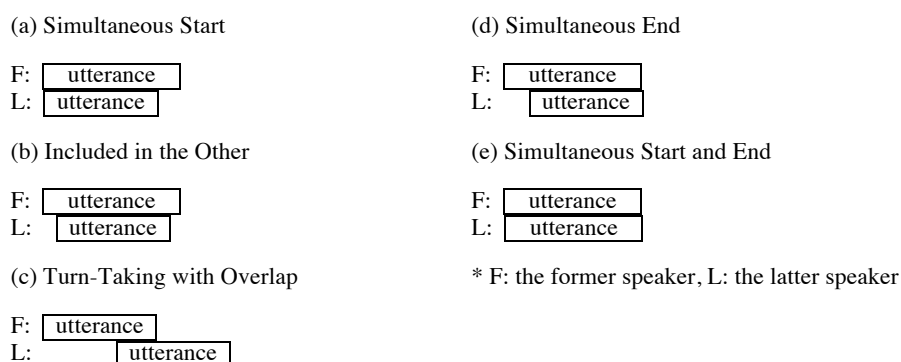 (a) Simultaneous Start
F: utterance
L: utterance
(b) Included in the Other
F: utterance
L: utterance
(c) Turn-Taking with Overlap
F: utterance
L: utterance
(d) Simultaneous End
F: utterance
L: utterance
(e) Simultaneous Start and End
F: utterance
L: utterance
* F: the former speaker, L: the latter speaker